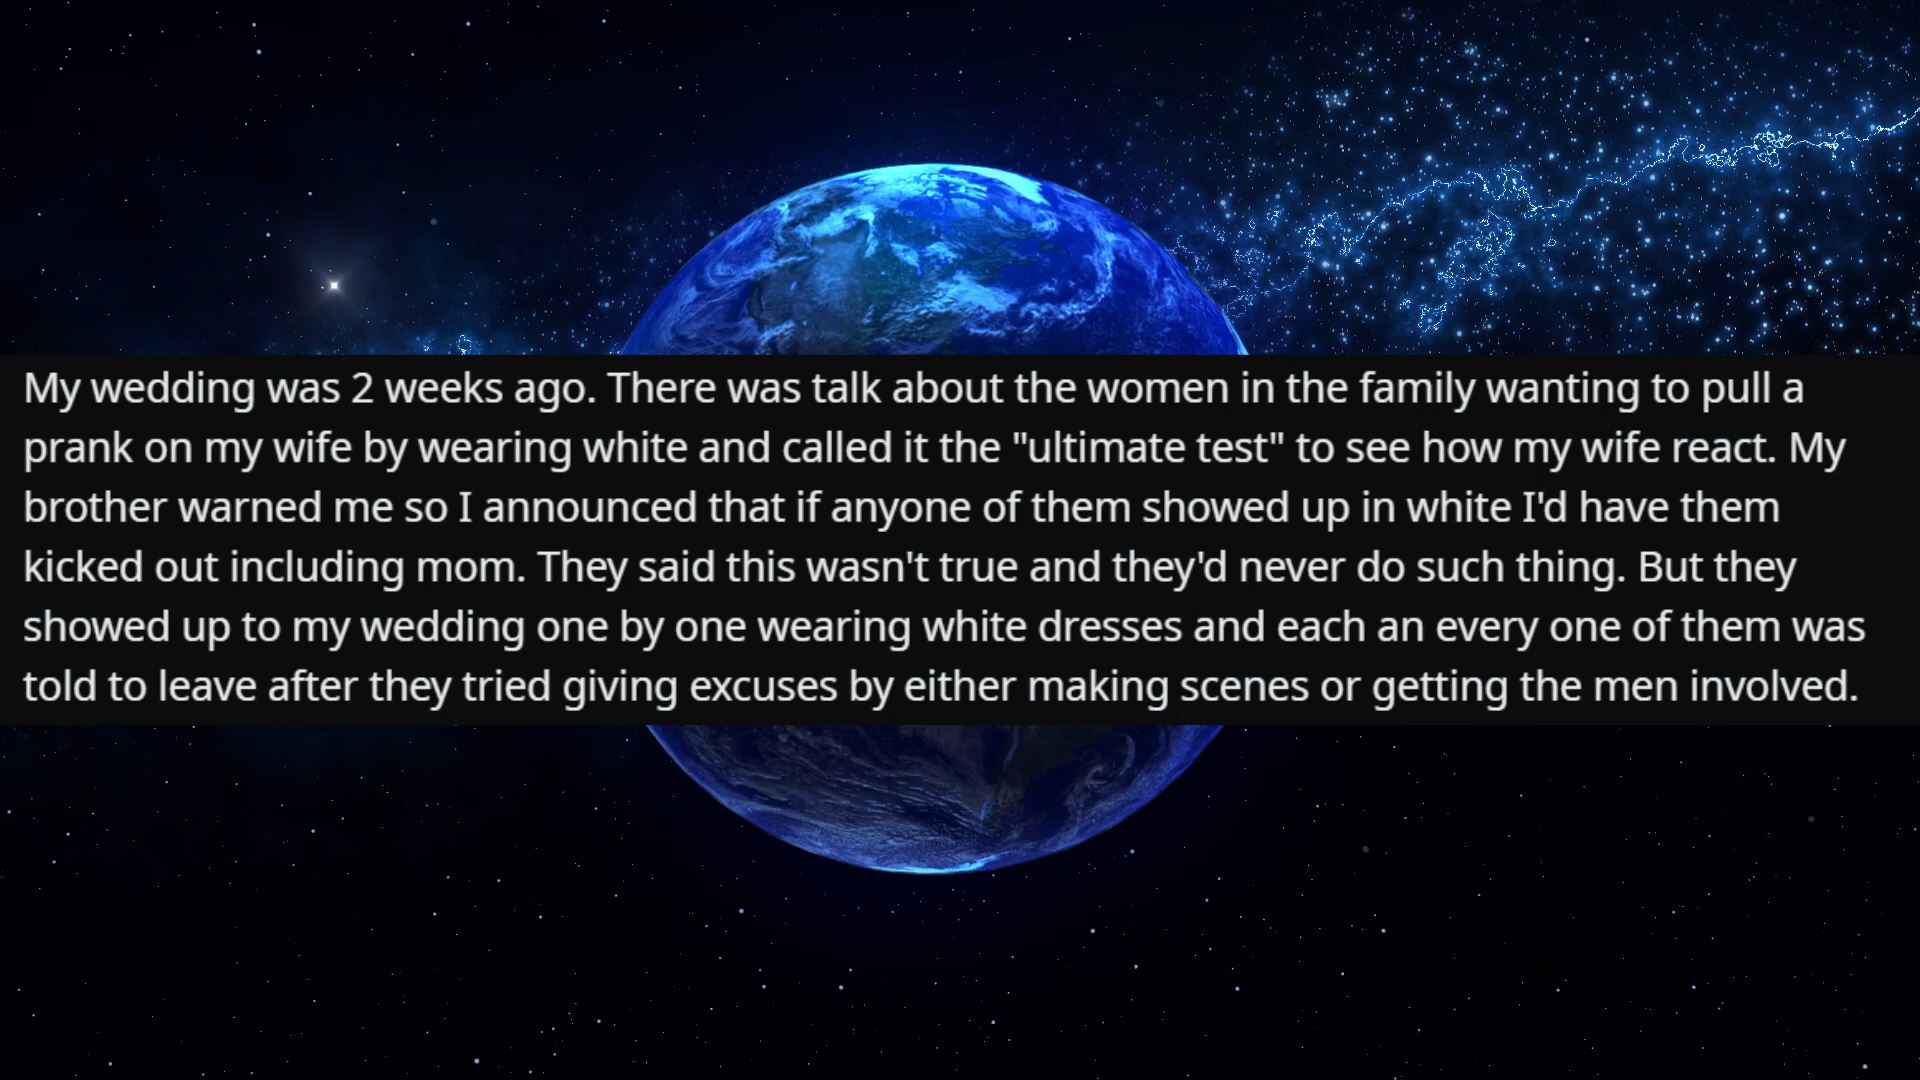 My wedding was 2 weeks ago. There was talk about the women in the family wanting to pull a
prank on my wife by wearing white and called it the "ultimate test" to see how my wife react. My
brother warned me so I announced that if anyone of them showed up in white I'd have them
kicked out including mom. They said this wasn't true and they'd never do such thing. But they
showed up to my wedding one by one wearing white dresses and each an every one of them was
told to leave after they tried giving excuses by either making scenes or getting the men involved.